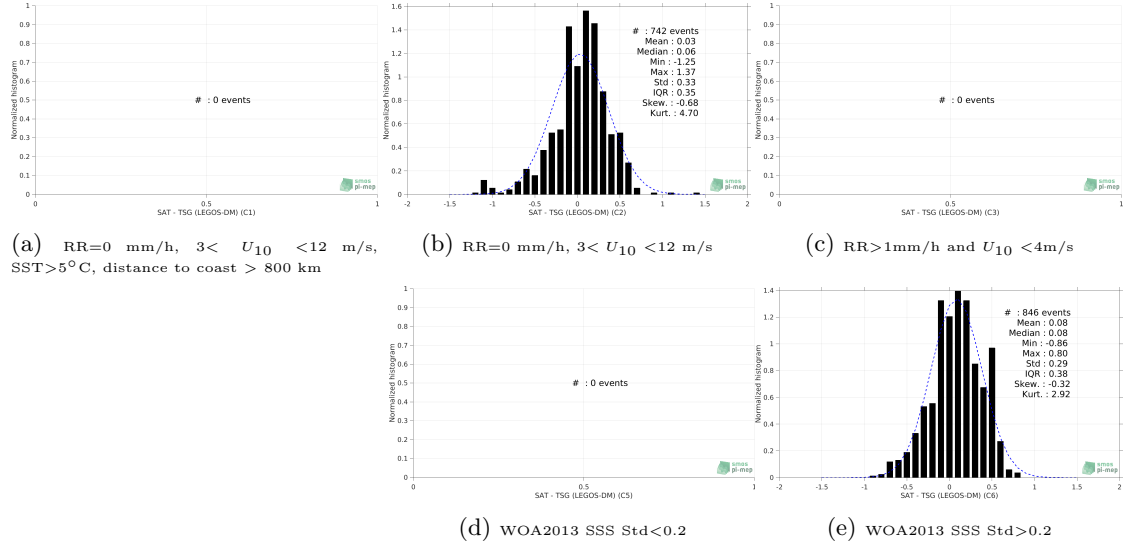 Normalized histogram
1
0.9
0.8
0.7
0.6
0.5
0.4
0.3
0.2
0.1
0
# : 0 events
0 0.5 1
SAT - TSG (LEGOS-DM) (C1)
smos
pi-mep
(a) RR=0 mm/h, 3< U10 <12 m/s,
SST>5°C, distance to coast > 800 km
Normalized histogram
1.6
1.4
1.2
1
0.8
0.6
0.4
0.2
0
# : 742 events
Mean : 0.03
Median : 0.06
Min : -1.25
Max : 1.37
Std : 0.33
IQR : 0.35
Skew. : -0.68
Kurt. : 4.70
-2 -1.5 -1 -0.5 0 0.5 1 1.5 2
SAT - TSG (LEGOS-DM) (C2)
smos
pi-mep
(b) RR=0 mm/h, 3< U10 <12 m/s
Normalized histogram
1
0.9
0.8
0.7
0.6
0.5
0.4
0.3
0.2
0.1
0
# : 0 events
0 0.5 1
SAT - TSG (LEGOS-DM) (C3)
smos
pi-mep
(c) RR>1mm/h and U10 <4m/s
Normalized histogram
1
0.9
0.8
0.7
0.6
0.5
0.4
0.3
0.2
0.1
0
# : 0 events
0 0.5 1
SAT - TSG (LEGOS-DM) (C5)
smos
pi-mep
(d) WOA2013 SSS Std<0.2
Normalized histogram
1.4
1.2
1
0.8
0.6
0.4
0.2
0
# : 846 events
Mean : 0.08
Median : 0.08
Min : -0.86
Max : 0.80
Std : 0.29
IQR : 0.38
Skew. : -0.32
Kurt. : 2.92
-2 -1.5 -1 -0.5 0 0.5 1 1.5 2
SAT - TSG (LEGOS-DM) (C6)
smos
pi-mep
(e) WOA2013 SSS Std>0.2